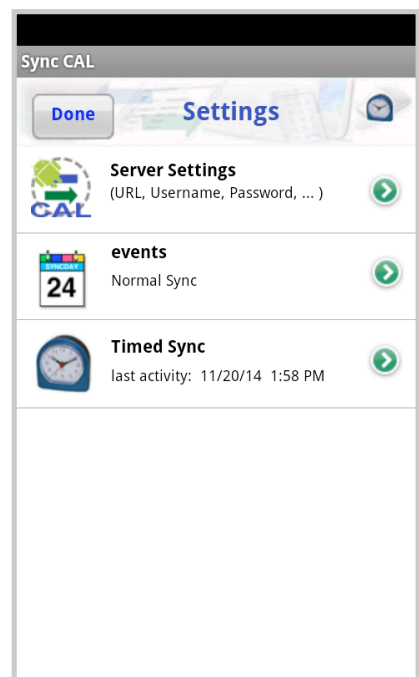 Sync CAL
Done
Settings
CAL
Server Settings
(URL, Username, Password, ... )
SYNCDAY
24
events
Normal Sync
Timed Sync
last activity:  11/20/14  1:58 PM